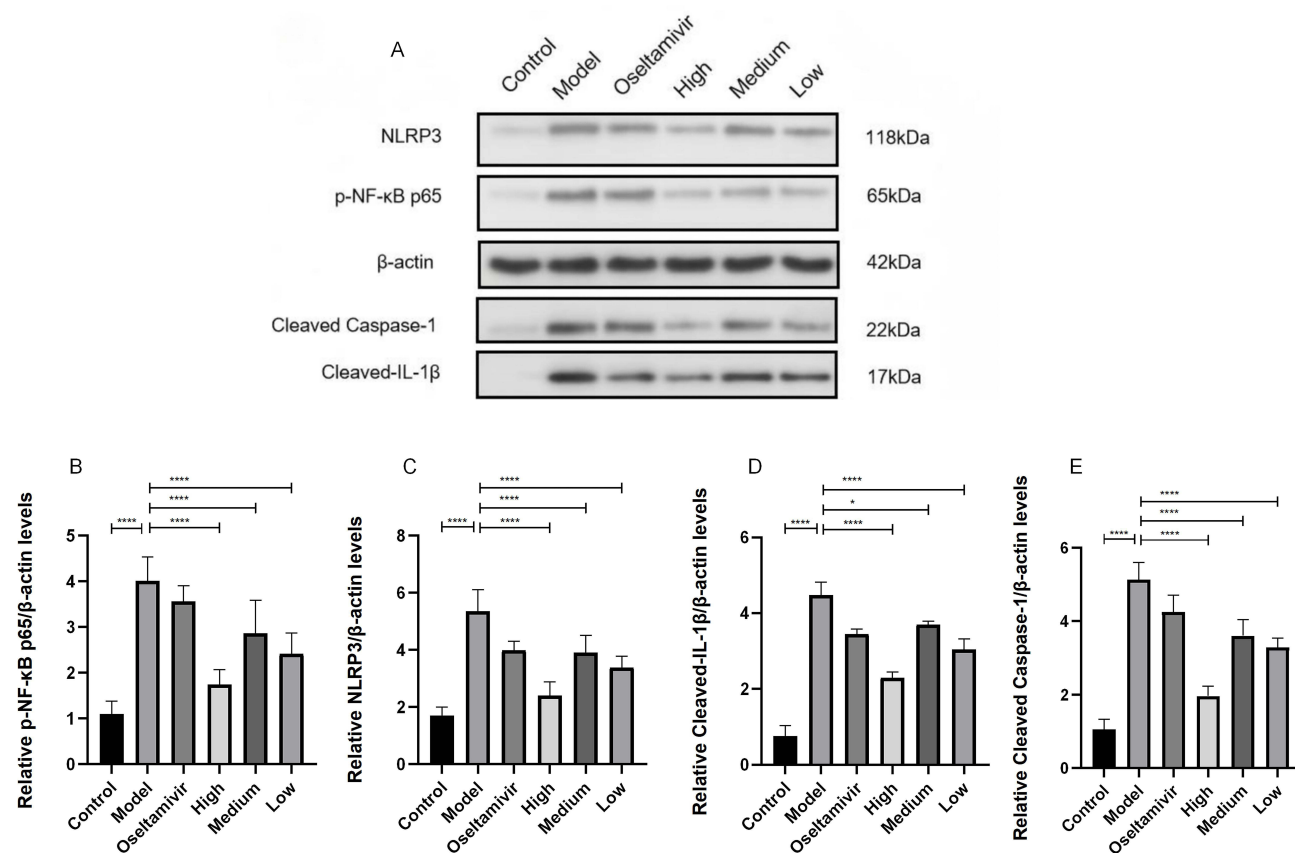 A
Control
Model
Oseltamivir
High
Medium
Low
NLRP3
118kDa
p-NF-κB p65
65kDa
β-actin
42kDa
Cleaved Caspase-1
22kDa
Cleaved-IL-1β
17kDa
B
Relative p-NF-κB p65/β-actin levels
****
****
****
****
5
4
3
2
1
0
Control
Model
Oseltamivir
High
Medium
Low
C
Relative NLRP3/β-actin levels
****
****
****
****
8
6
4
2
0
Control
Model
Oseltamivir
High
Medium
Low
D
Relative Cleaved-IL-1β/β-actin levels
****
*
****
****
6
4
2
0
Control
Model
Oseltamivir
High
Medium
Low
E
Relative Cleaved Caspase-1/β-actin levels
****
****
****
****
6
4
2
0
Control
Model
Oseltamivir
High
Medium
Low